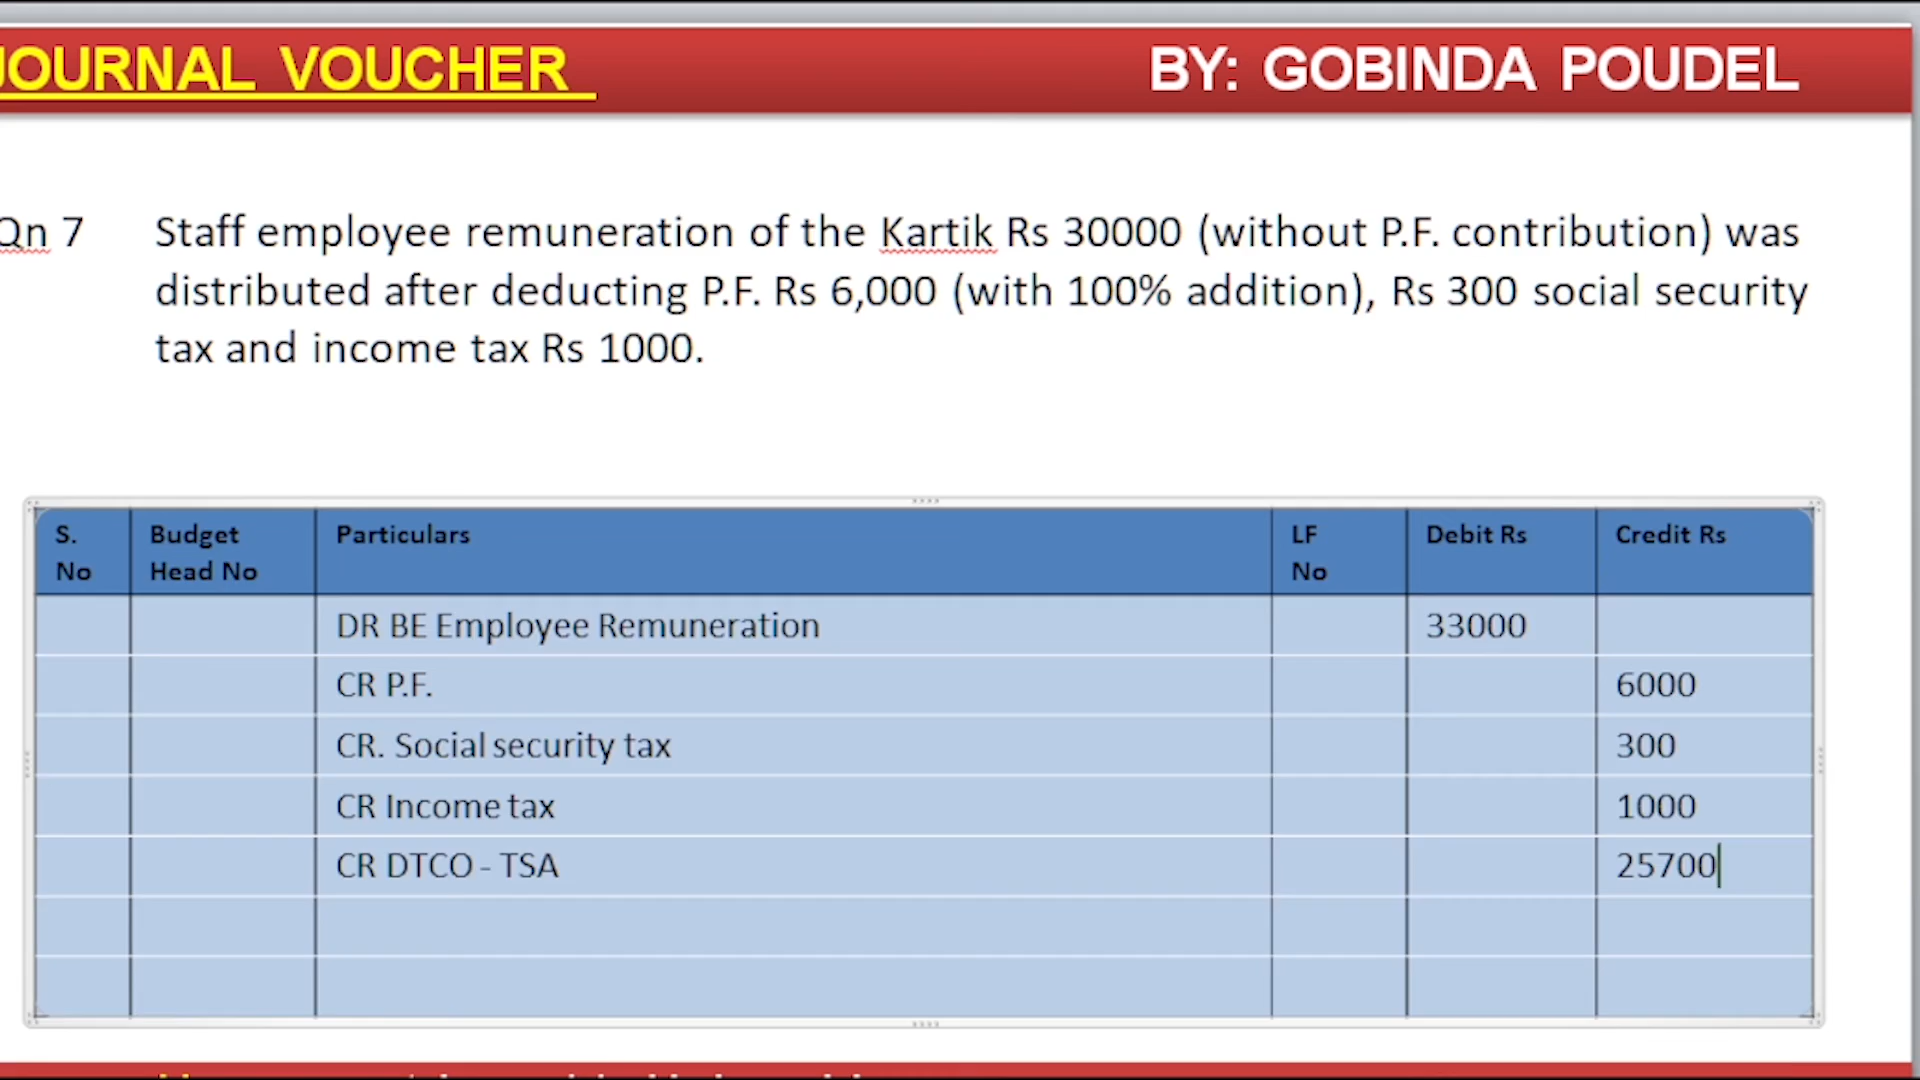 JOURNAL VOUCHER BY: GOBINDA POUDEL
Qn 7 Staff employee remuneration of the Kartik Rs 30000 (without P.F. contribution) was
distributed after deducting P.F. Rs 6,000 (with 100% addition), Rs 300 social security
tax and income tax Rs 1000.
S. No Budget Head No Particulars LF No Debit Rs Credit Rs
DR BE Employee Remuneration 33000
CR P.F. 6000
CR. Social security tax 300
CR Income tax 1000
CR DTCO - TSA 25700